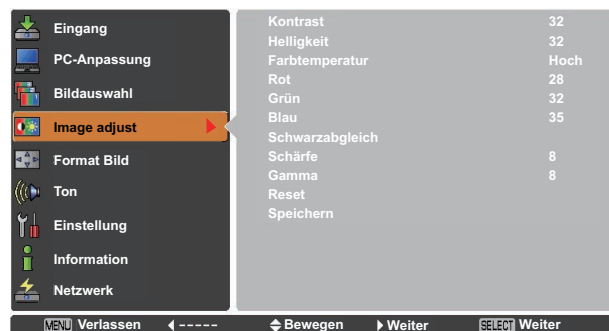 Eingang
PC-Anpassung
Bildauswahl
Image adjust
Format Bild
Ton
Einstellung
Information
Netzwerk
Kontrast 32
Helligkeit 32
Farbtemperatur Hoch
Rot 28
Grün 32
Blau 35
Schwarzabgleich
Schärfe 8
Gamma 8
Reset
Speichern
MENU Verlassen ----- Bewegen Weiter SELECT Weiter